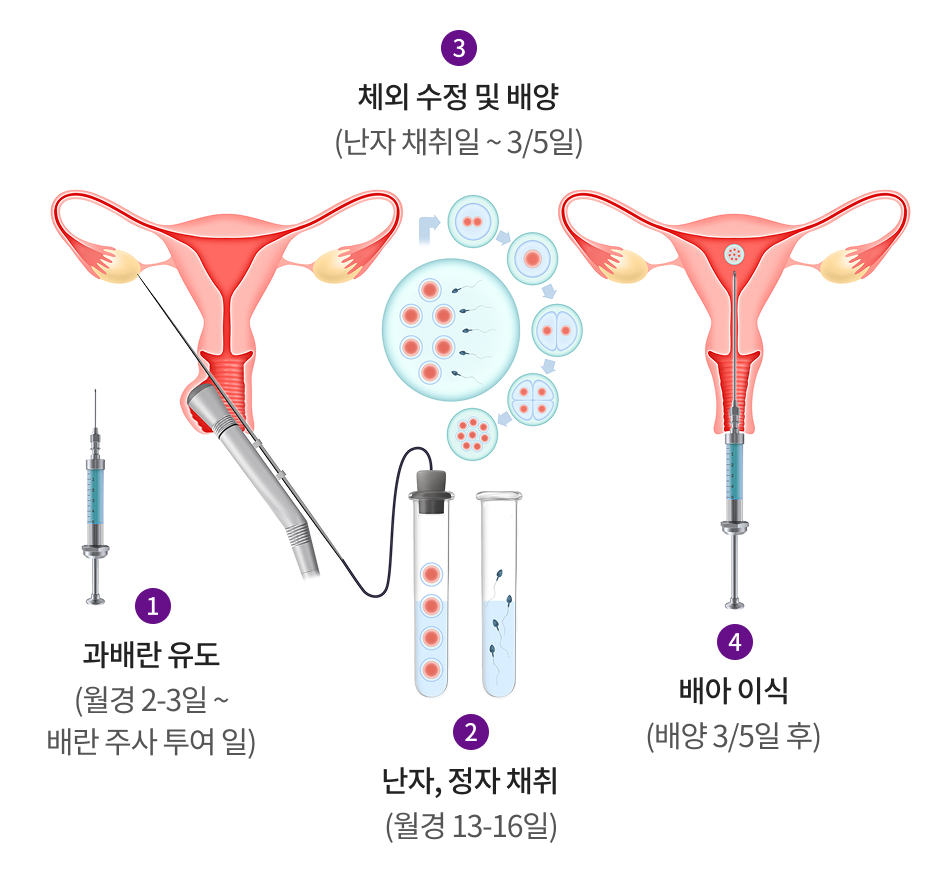 3
체외 수정 및 배양
(난자 채취일 ~ 3/5일)
1
과배란 유도
(월경 2-3일 ~
배란 주사 투여 일)
2
난자, 정자 채취
(월경 13-16일)
4
배아 이식
(배양 3/5일 후)